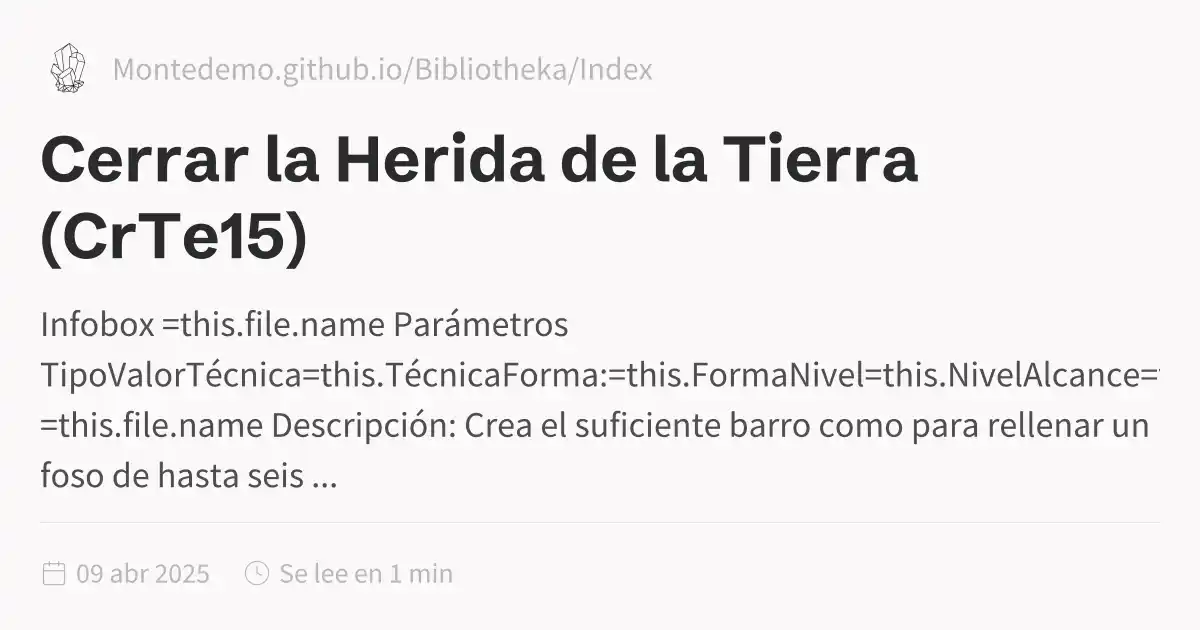 Montedemo.github.io/Bibliotheka/Index
Cerrar la Herida de la Tierra
(CrTe15)
Infobox =this.file.name Parámetros
TipoValorTécnica=this.TécnicaForma:=this.FormaNivel=this.NivelAlcance=
=this.file.name Descripción: Crea el suficiente barro como para rellenar un
foso de hasta seis ...
09 abr 2025 Se lee en 1 min